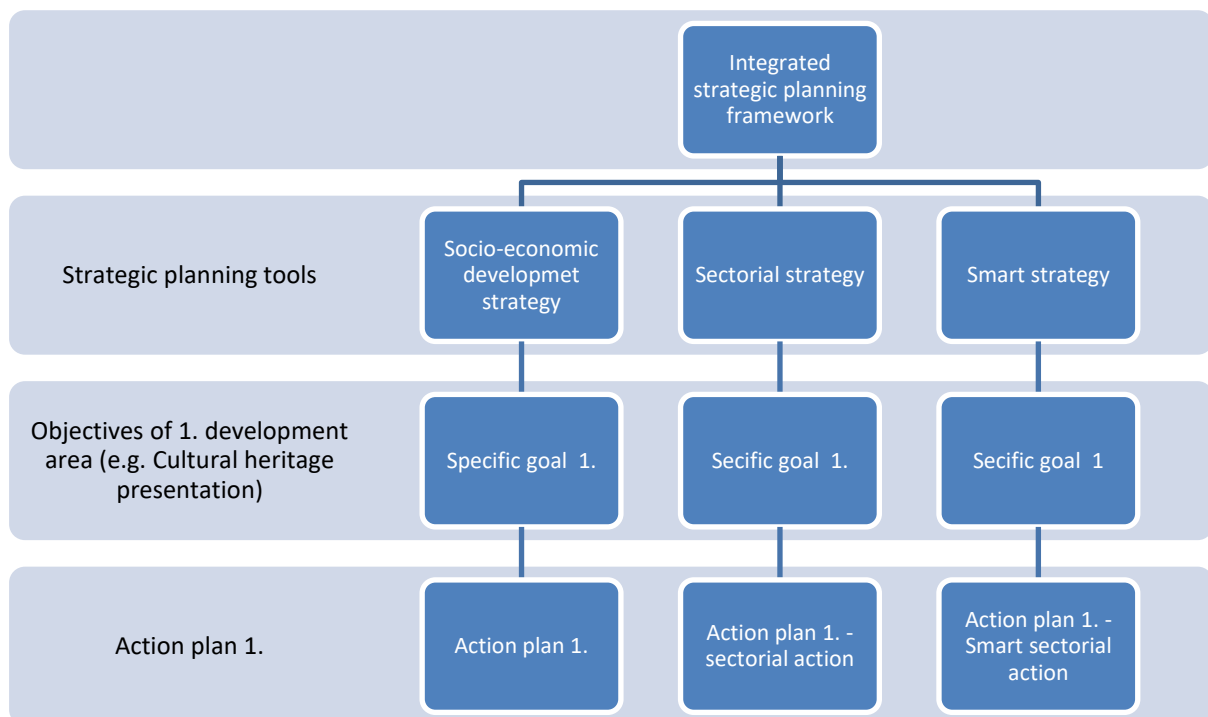 Integrated
strategic planning
framework
Strategic planning tools
Socio-economic
developmet
strategy
Sectorial strategy
Smart strategy
Objectives of 1. development
area (e.g. Cultural heritage
presentation)
Specific goal  1.
Secific goal  1.
Secific goal  1
Action plan 1.
Action plan 1.
Action plan 1. -
sectorial action
Action plan 1. -
Smart sectorial
action